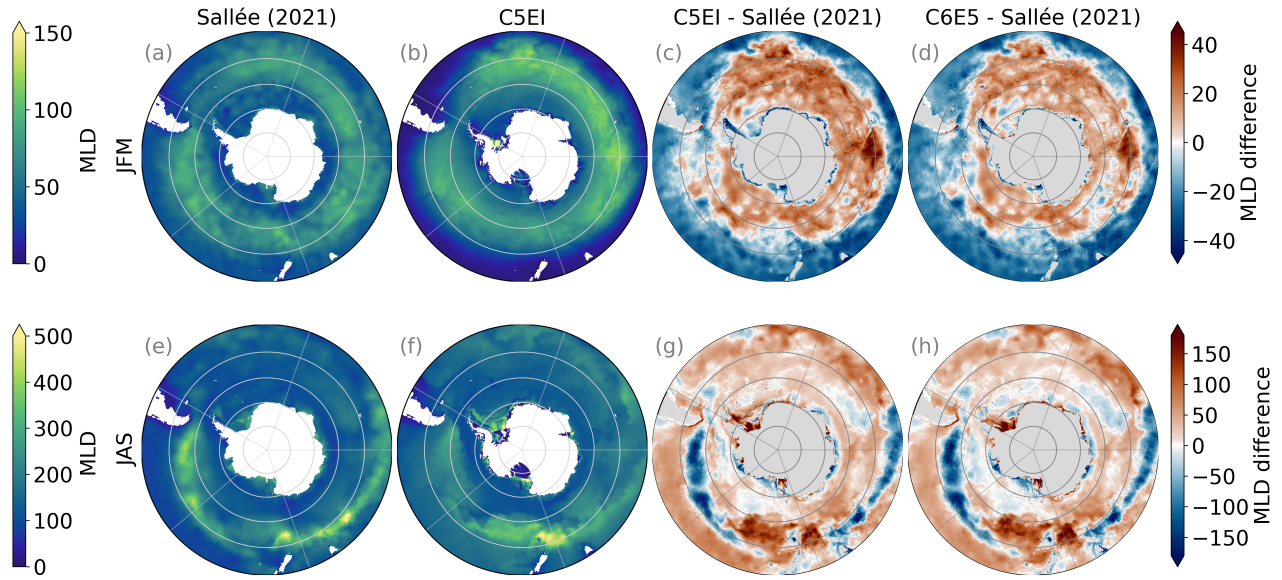 Sallée (2021)
C5EI
C5EI - Sallée (2021)
C6E5 - Sallée (2021)
(a)
(b)
(c)
(d)
150
100
50
0
MLD
JFM
40
20
0
−20
−40
MLD difference
(e)
(f)
(g)
(h)
500
400
300
200
100
0
MLD
JAS
150
100
50
0
−50
−100
−150
MLD difference